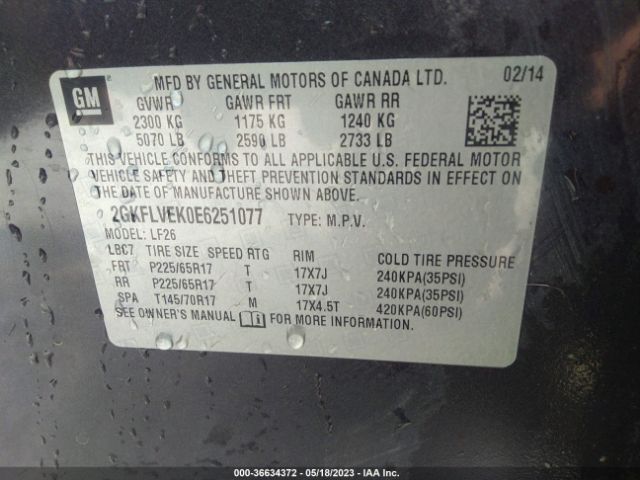 GM
MFD BY GENERAL MOTORS OF CANADA LTD. 02/14
GVWR GAWR FRT GAWR RR
2300 KG 1175 KG 1240 KG
5070 LB 2590 LB 2733 LB
THIS VEHICLE CONFORMS TO ALL APPLICABLE U.S. FEDERAL MOTOR
VEHICLE SAFETY AND THEFT PREVENTION STANDARDS IN EFFECT ON
THE DATE OF MANUFACTURE SHOWN ABOVE.
2GKFLVEK0E6251077 TYPE: M.P.V.
MODEL: LF26
LBC7 TIRE SIZE SPEED RTG RIM COLD TIRE PRESSURE
FRT P225/65R17 T 17X7J 240KPA(35PSI)
RR P225/65R17 T 17X7J 240KPA(35PSI)
SPA T145/70R17 M 17X4.5T 420KPA(60PSI)
SEE OWNER'S MANUAL FOR MORE INFORMATION.
000-36634372 - 05/18/2023 - IAA Inc.